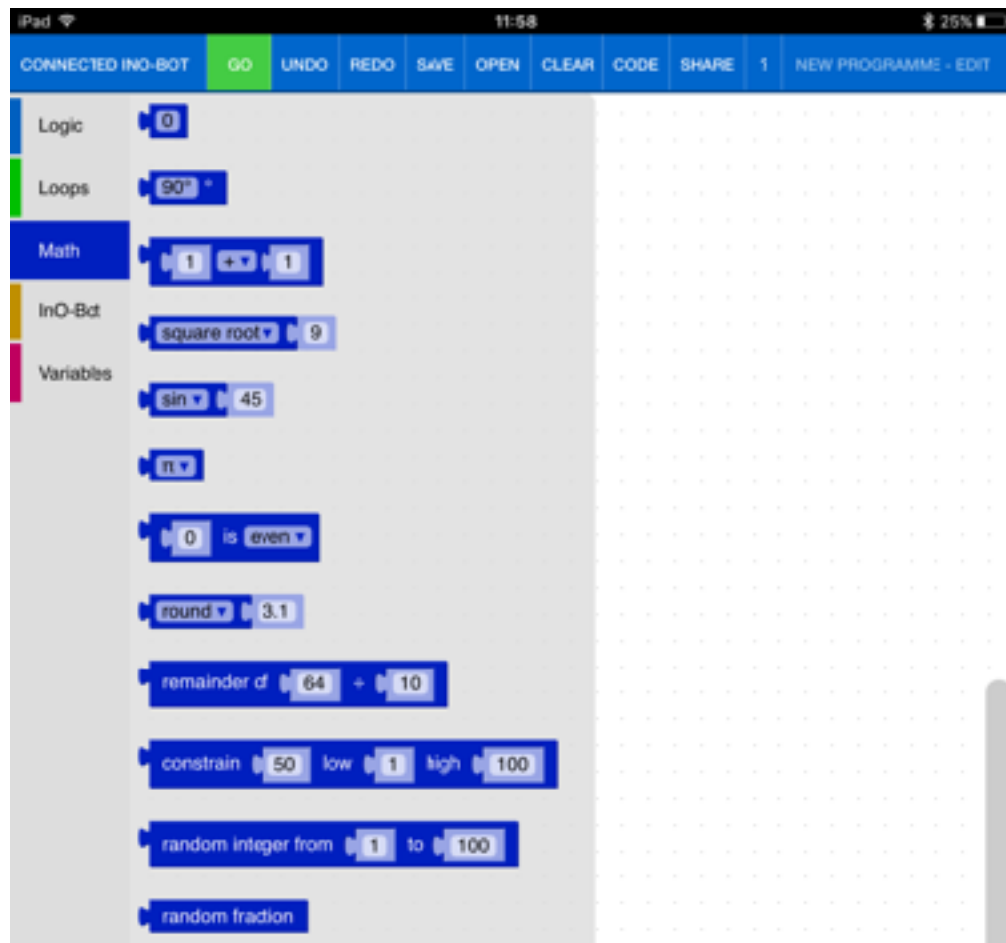 iPad 11:58 25%
CONNECTED INO-BOT GO UNDO REDO SAVE OPEN CLEAR CODE SHARE 1 NEW PROGRAMME - EDIT
Logic
Loops
Math
InO-Bot
Variables
0
90° °
1 + 1
square root 9
sin 45
π
0 is even
round 3.1
remainder of 64 ÷ 10
constrain 50 low 1 high 100
random integer from 1 to 100
random fraction